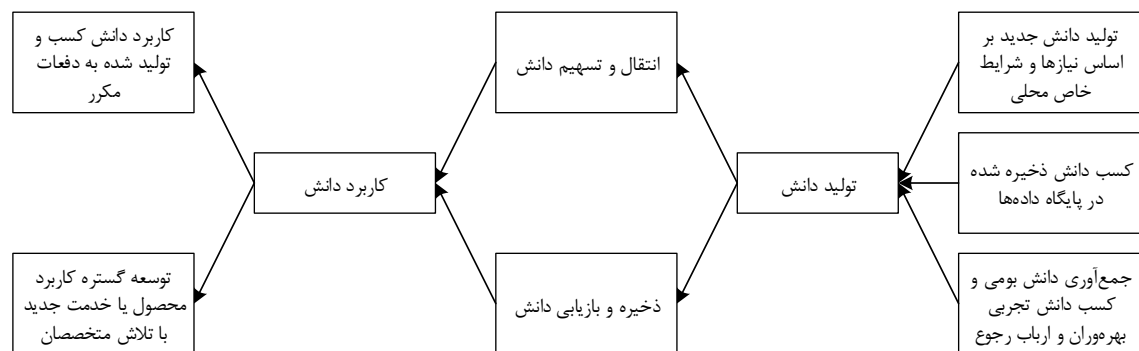 تولید دانش جدید بر
اساس نیازها و شرایط
خاص محلی
کسب دانش ذخیره شده
در پایگاه داده‌ها
جمع‌آوری دانش بومی و
کسب دانش تجربی
بهره‌وران و ارباب رجوع
تولید دانش
انتقال و تسهیم دانش
ذخیره و بازیابی دانش
کاربرد دانش
کاربرد دانش کسب و
تولید شده به دفعات
مکرر
توسعه گستره کاربرد
محصول یا خدمت جدید
با تلاش متخصصان